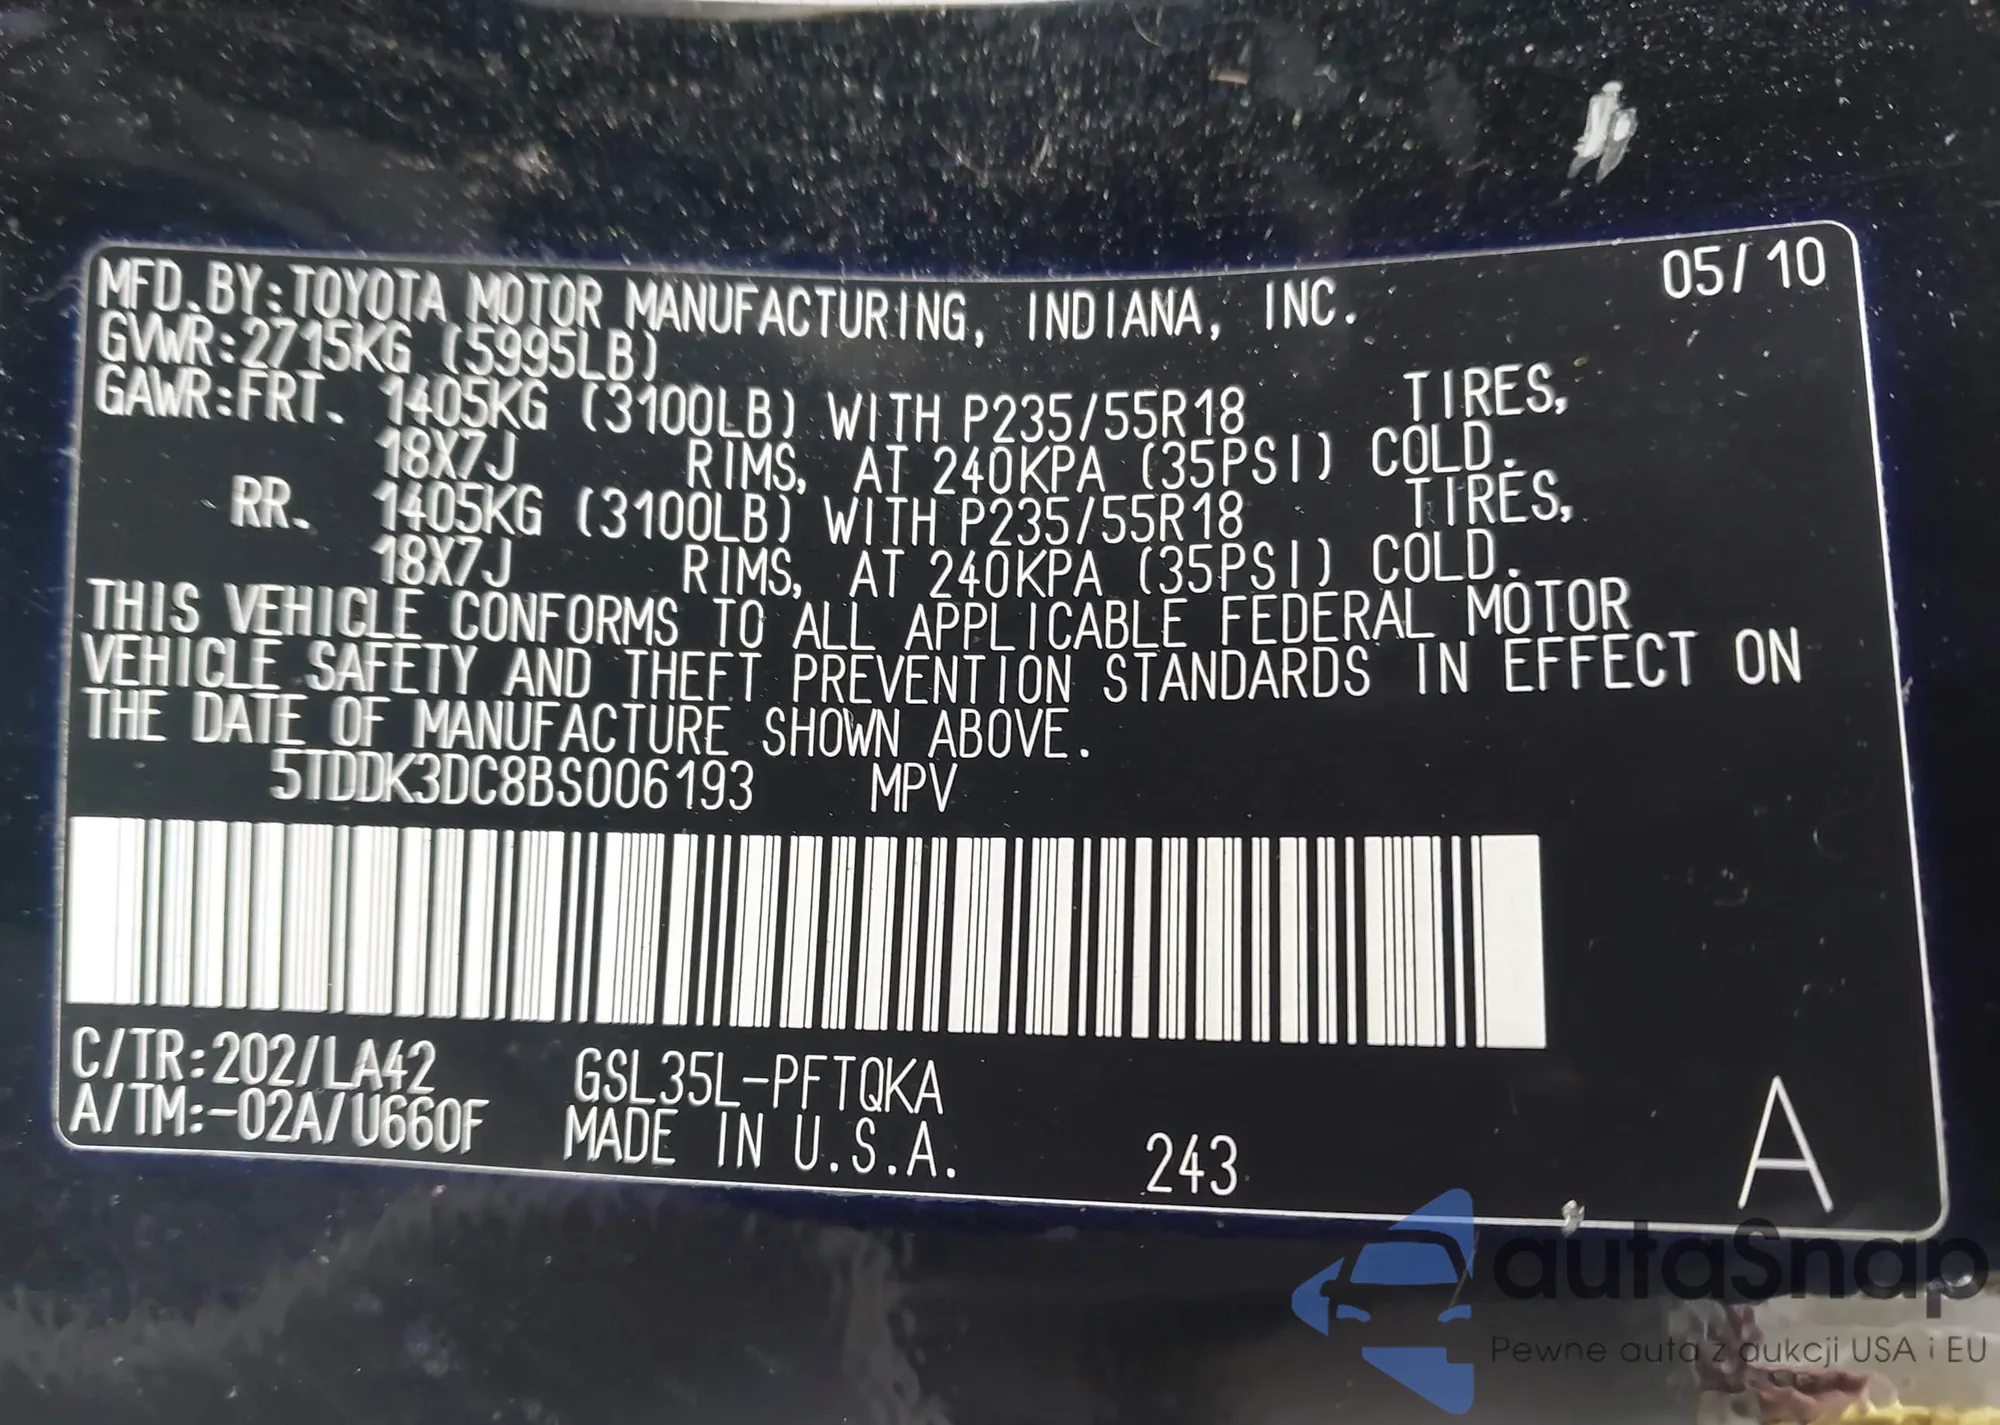 MFD.BY:TOYOTA MOTOR MANUFACTURING, INDIANA, INC. 05/10
GVWR:2715KG (5995LB)
GAWR:FRT. 1405KG (3100LB) WITH P235/55R18 TIRES,
18X7J RIMS, AT 240KPA (35PSI) COLD.
RR. 1405KG (3100LB) WITH P235/55R18 TIRES,
18X7J RIMS, AT 240KPA (35PSI) COLD.
THIS VEHICLE CONFORMS TO ALL APPLICABLE FEDERAL MOTOR
VEHICLE SAFETY AND THEFT PREVENTION STANDARDS IN EFFECT ON
THE DATE OF MANUFACTURE SHOWN ABOVE.
5TDDK3DC8BS006193 MPV
C/TR:202/LA42 GSL35L-PFTQKA
A/TM:-02A/U660F MADE IN U.S.A. 243 A
autaSnap
Pewne auta z aukcji USA i EU